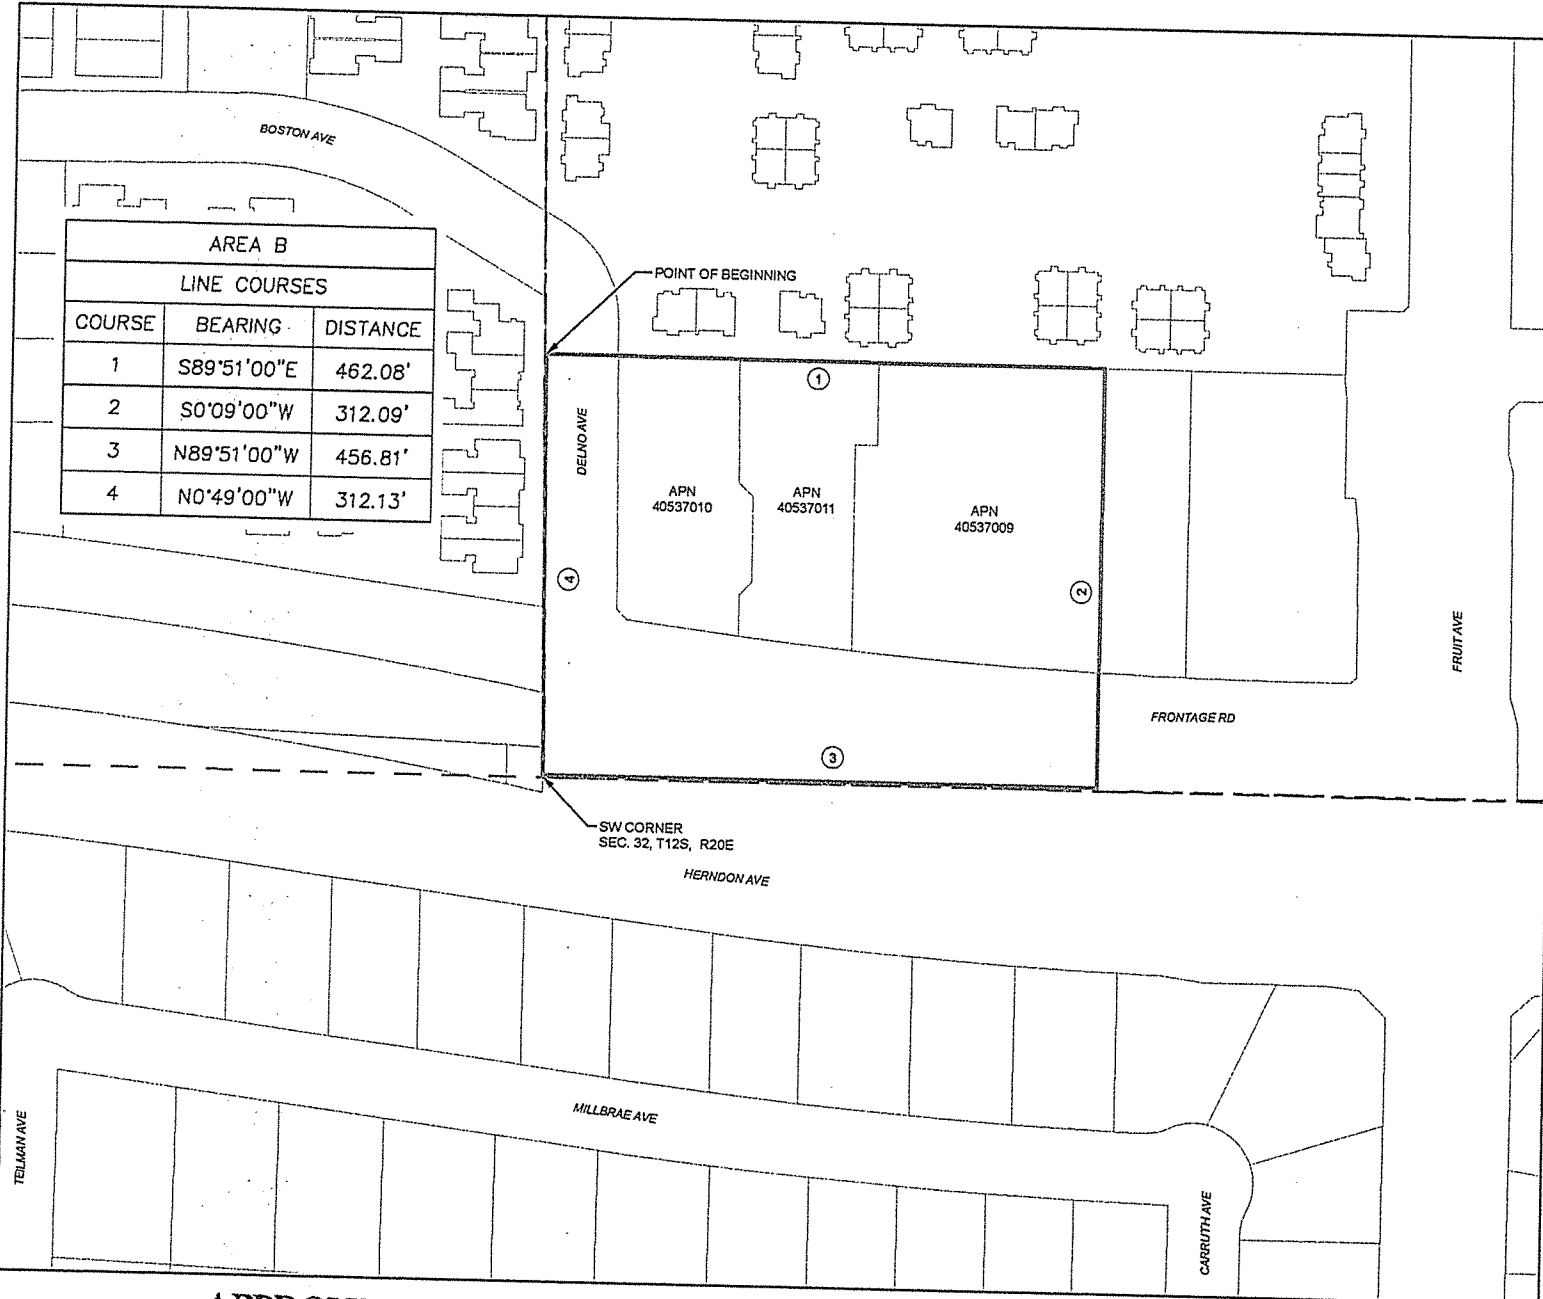 BOSTON AVE
AREA B
LINE COURSES
COURSE BEARING DISTANCE
1 S89°51'00"E 462.08'
2 S0°09'00"W 312.09'
3 N89°51'00"W 456.81'
4 N0°49'00"W 312.13'
POINT OF BEGINNING
1
DELNO AVE
APN
40537010
APN
40537011
APN
40537009
4
2
FRUIT AVE
FRONTAGE RD
3
SW CORNER
SEC. 32, T12S, R20E
HERNDON AVE
MILLBRAE AVE
TEILMAN AVE
CARRUTH AVE